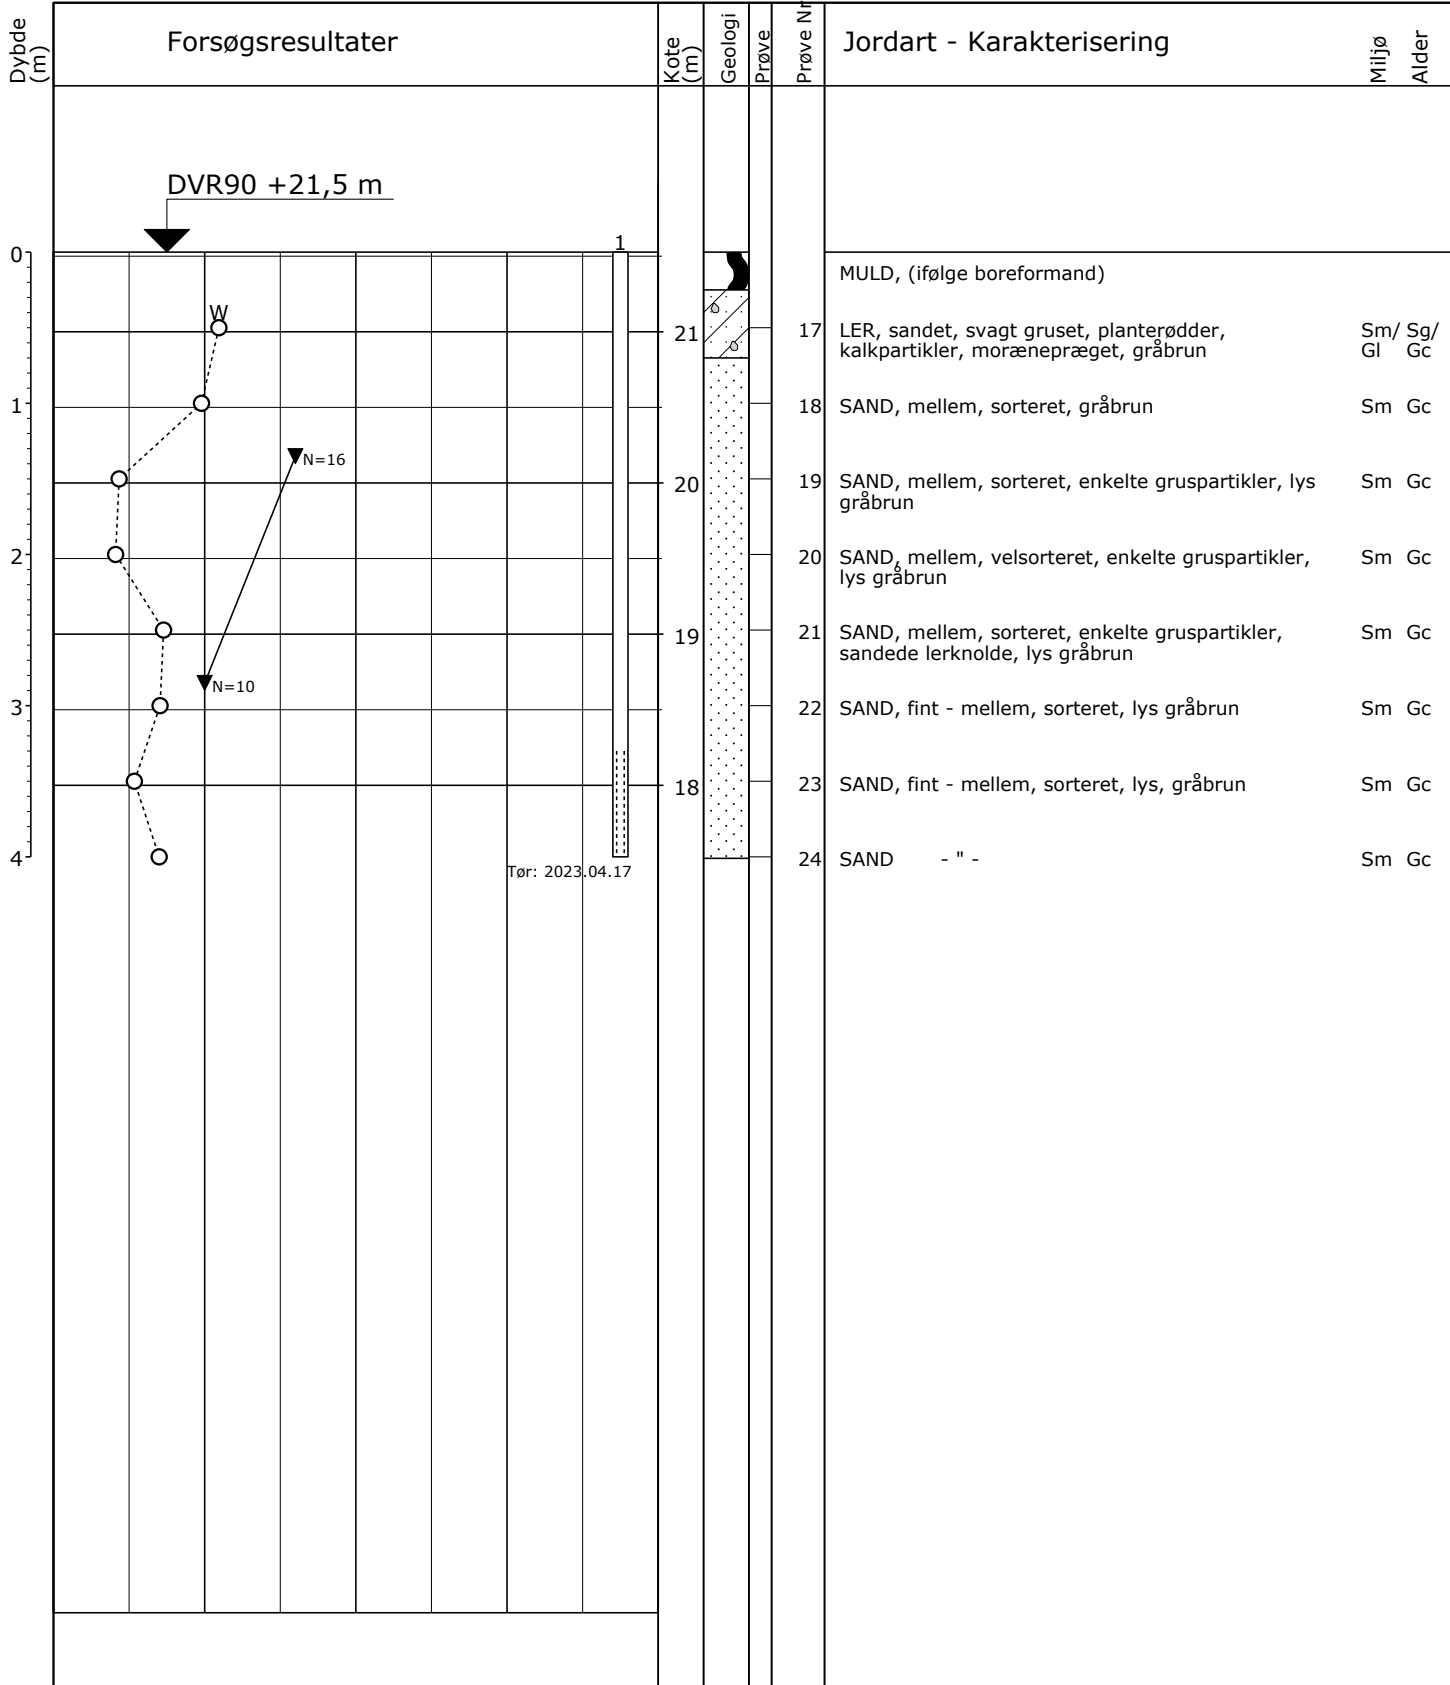 Dybde
(m)
Forsøgsresultater
Kote
(m)
Geologi
Prøve
Prøve Nr
Jordart - Karakterisering
Miljø
Alder
DVR90 +21,5 m
0
1
MULD, (ifølge boreformand)
W
21
17
LER, sandet, svagt gruset, planterødder,
kalkpartikler, morænepræget, gråbrun
Sm/ Sg/
Gl Gc
1
18
SAND, mellem, sorteret, gråbrun
Sm Gc
N=16
20
19
SAND, mellem, sorteret, enkelte gruspartikler, lys
gråbrun
Sm Gc
2
20
SAND, mellem, velsorteret, enkelte gruspartikler,
lys gråbrun
Sm Gc
19
21
SAND, mellem, sorteret, enkelte gruspartikler,
sandede lerknolde, lys gråbrun
Sm Gc
N=10
3
22
SAND, fint - mellem, sorteret, lys gråbrun
Sm Gc
18
23
SAND, fint - mellem, sorteret, lys, gråbrun
Sm Gc
4
24
SAND - " -
Sm Gc
Tør: 2023.04.17